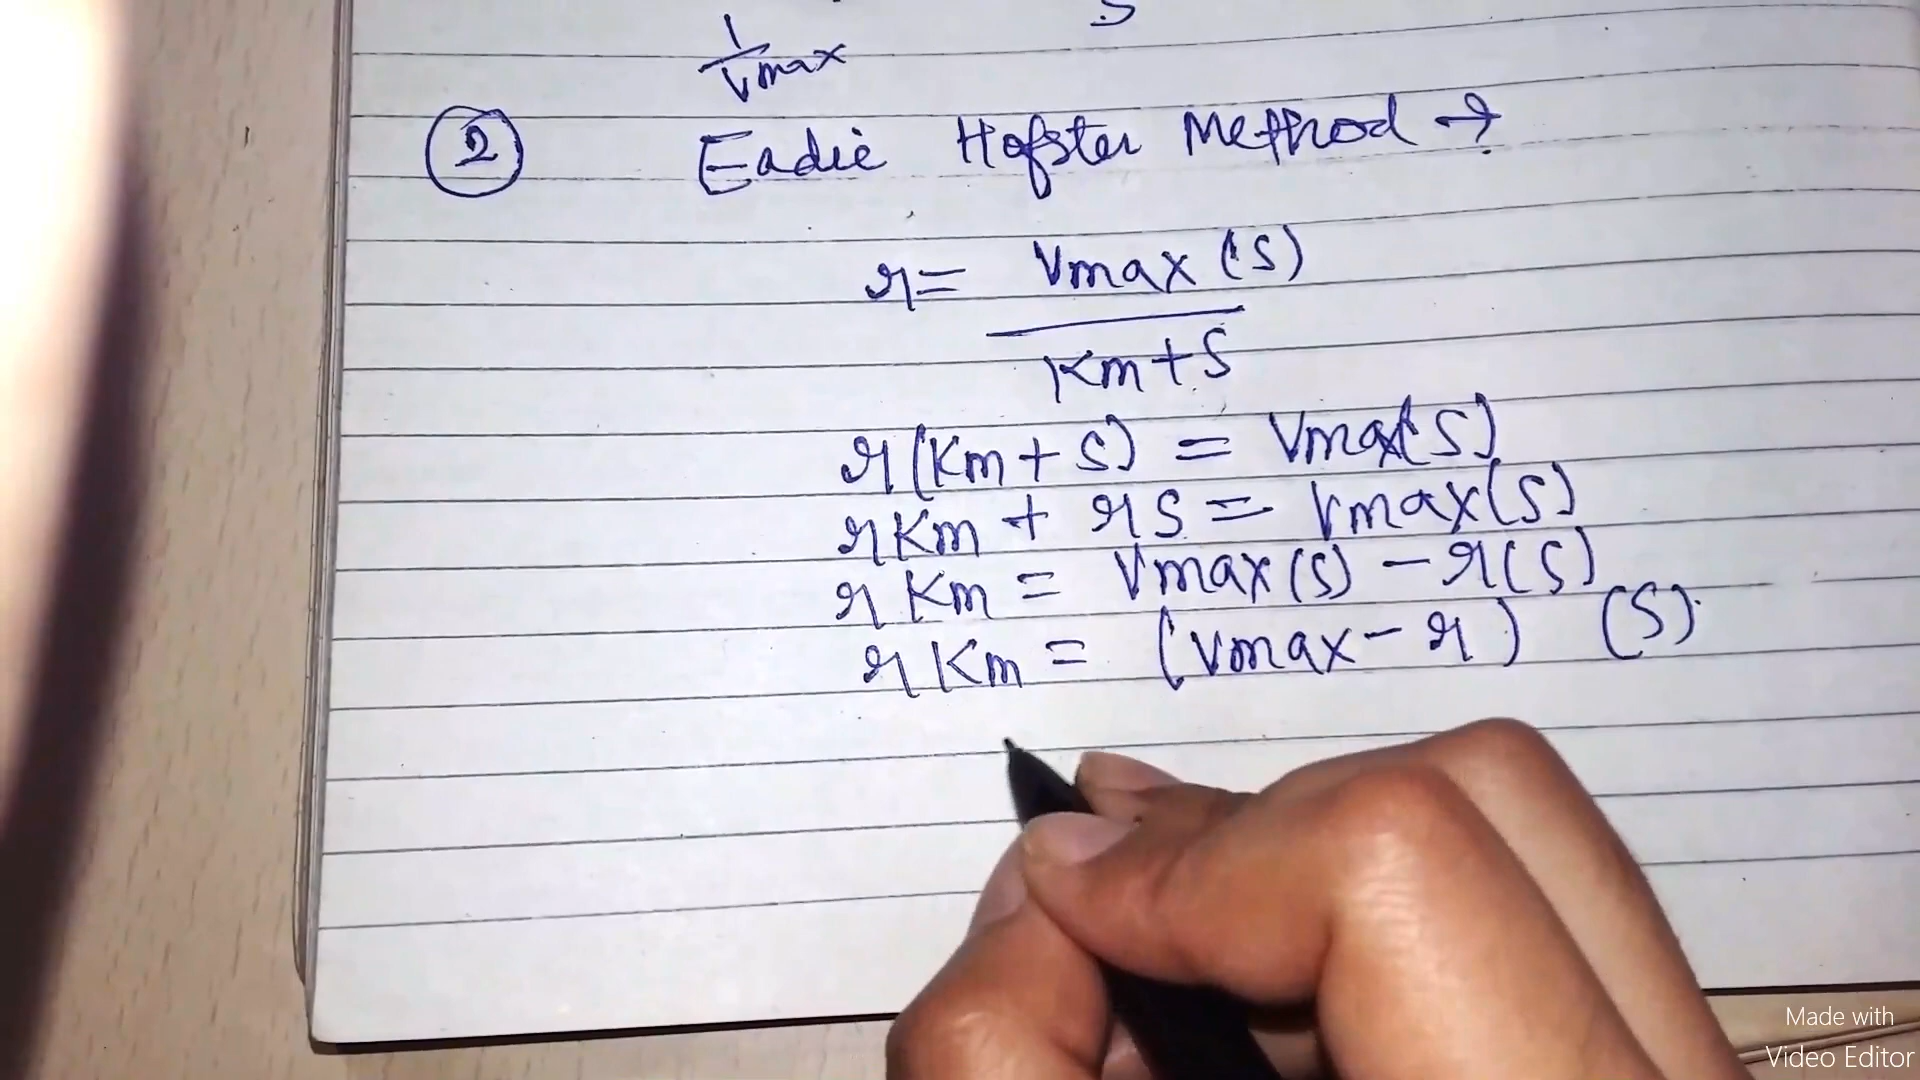 1
Vmax
S
2 Eadie Hofster Method →
r = Vmax (S)
Km + S
r (Km + S) = Vmax (S)
r Km + r S = Vmax (S)
r Km = Vmax (S) - r (S)
r Km = (Vmax - r) (S)
Made with
Video Editor